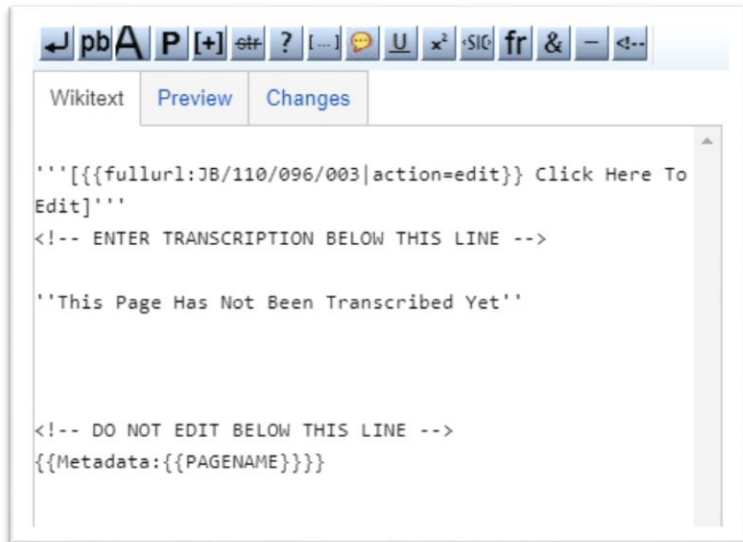 ↵ pb A P [+] str ? [...] 💬 U x² <SIC> fr & – <!--
Wikitext Preview Changes
'''[{{fullurl:JB/110/096/003|action=edit}} Click Here To
Edit]'''
<!-- ENTER TRANSCRIPTION BELOW THIS LINE -->
''This Page Has Not Been Transcribed Yet''
<!-- DO NOT EDIT BELOW THIS LINE -->
{{Metadata:{{PAGENAME}}}}